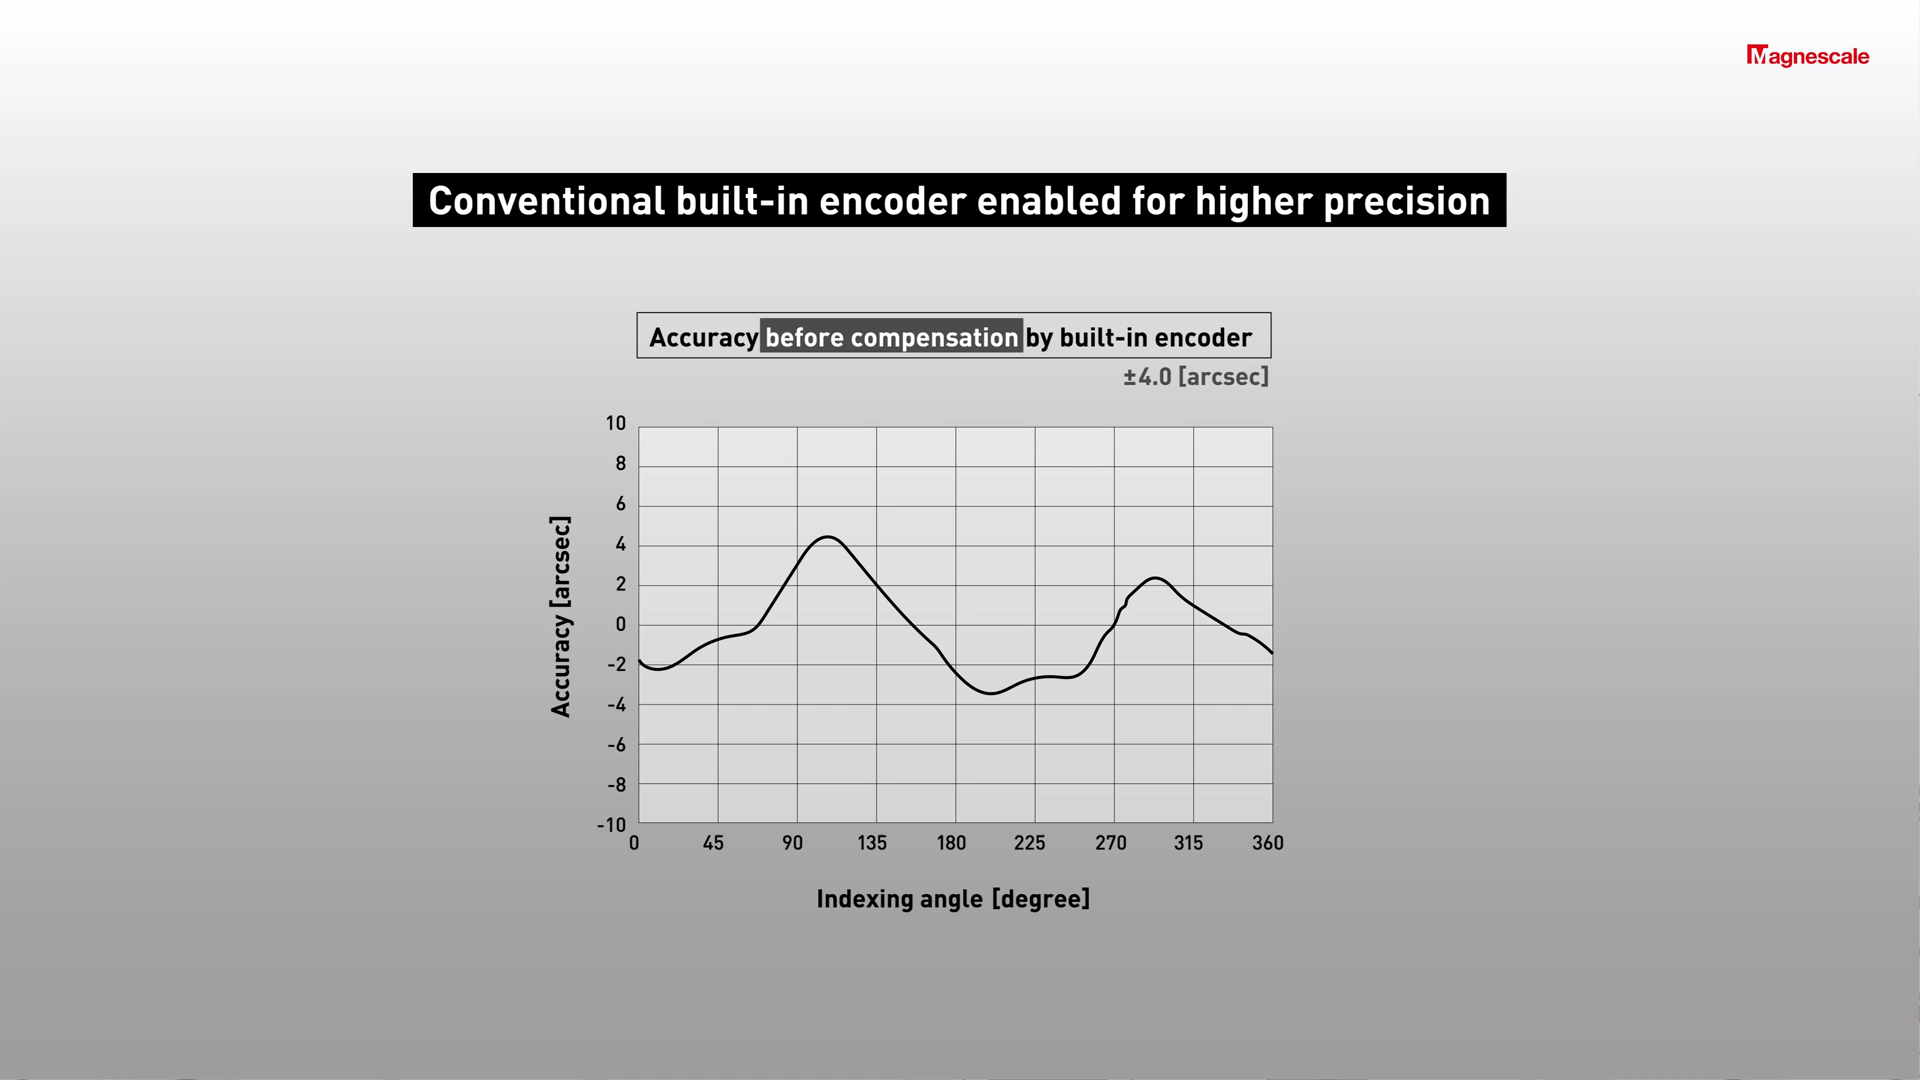 Magnescale
Conventional built-in encoder enabled for higher precision
Accuracy before compensation by built-in encoder
±4.0 [arcsec]
Accuracy [arcsec]
10
8
6
4
2
0
-2
-4
-6
-8
-10
0 45 90 135 180 225 270 315 360
Indexing angle [degree]